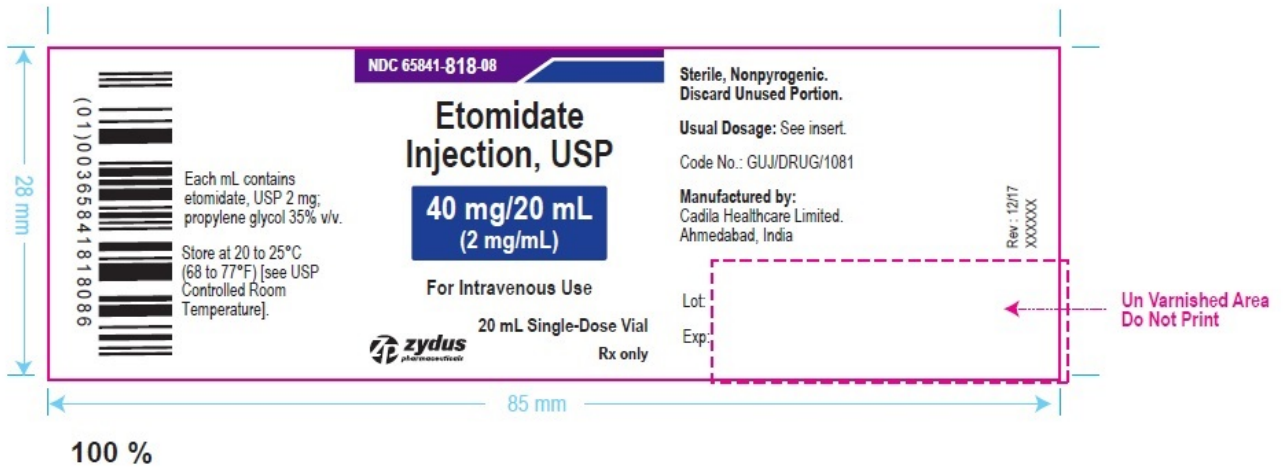 28 mm
(01)00365841818086
Each mL contains
etomidate, USP 2 mg;
propylene glycol 35% v/v.
Store at 20 to 25°C
(68 to 77°F) [see USP
Controlled Room
Temperature].
NDC 65841-818-08
Etomidate
Injection, USP
40 mg/20 mL
(2 mg/mL)
For Intravenous Use
20 mL Single-Dose Vial
Rx only
zydus
pharmaceuticals
Sterile, Nonpyrogenic.
Discard Unused Portion.
Usual Dosage: See insert.
Code No.: GUJ/DRUG/1081
Manufactured by:
Cadila Healthcare Limited.
Ahmedabad, India
Rev : 12/17
XXXXXX
Lot:
Exp:
Un Varnished Area
Do Not Print
85 mm
100 %